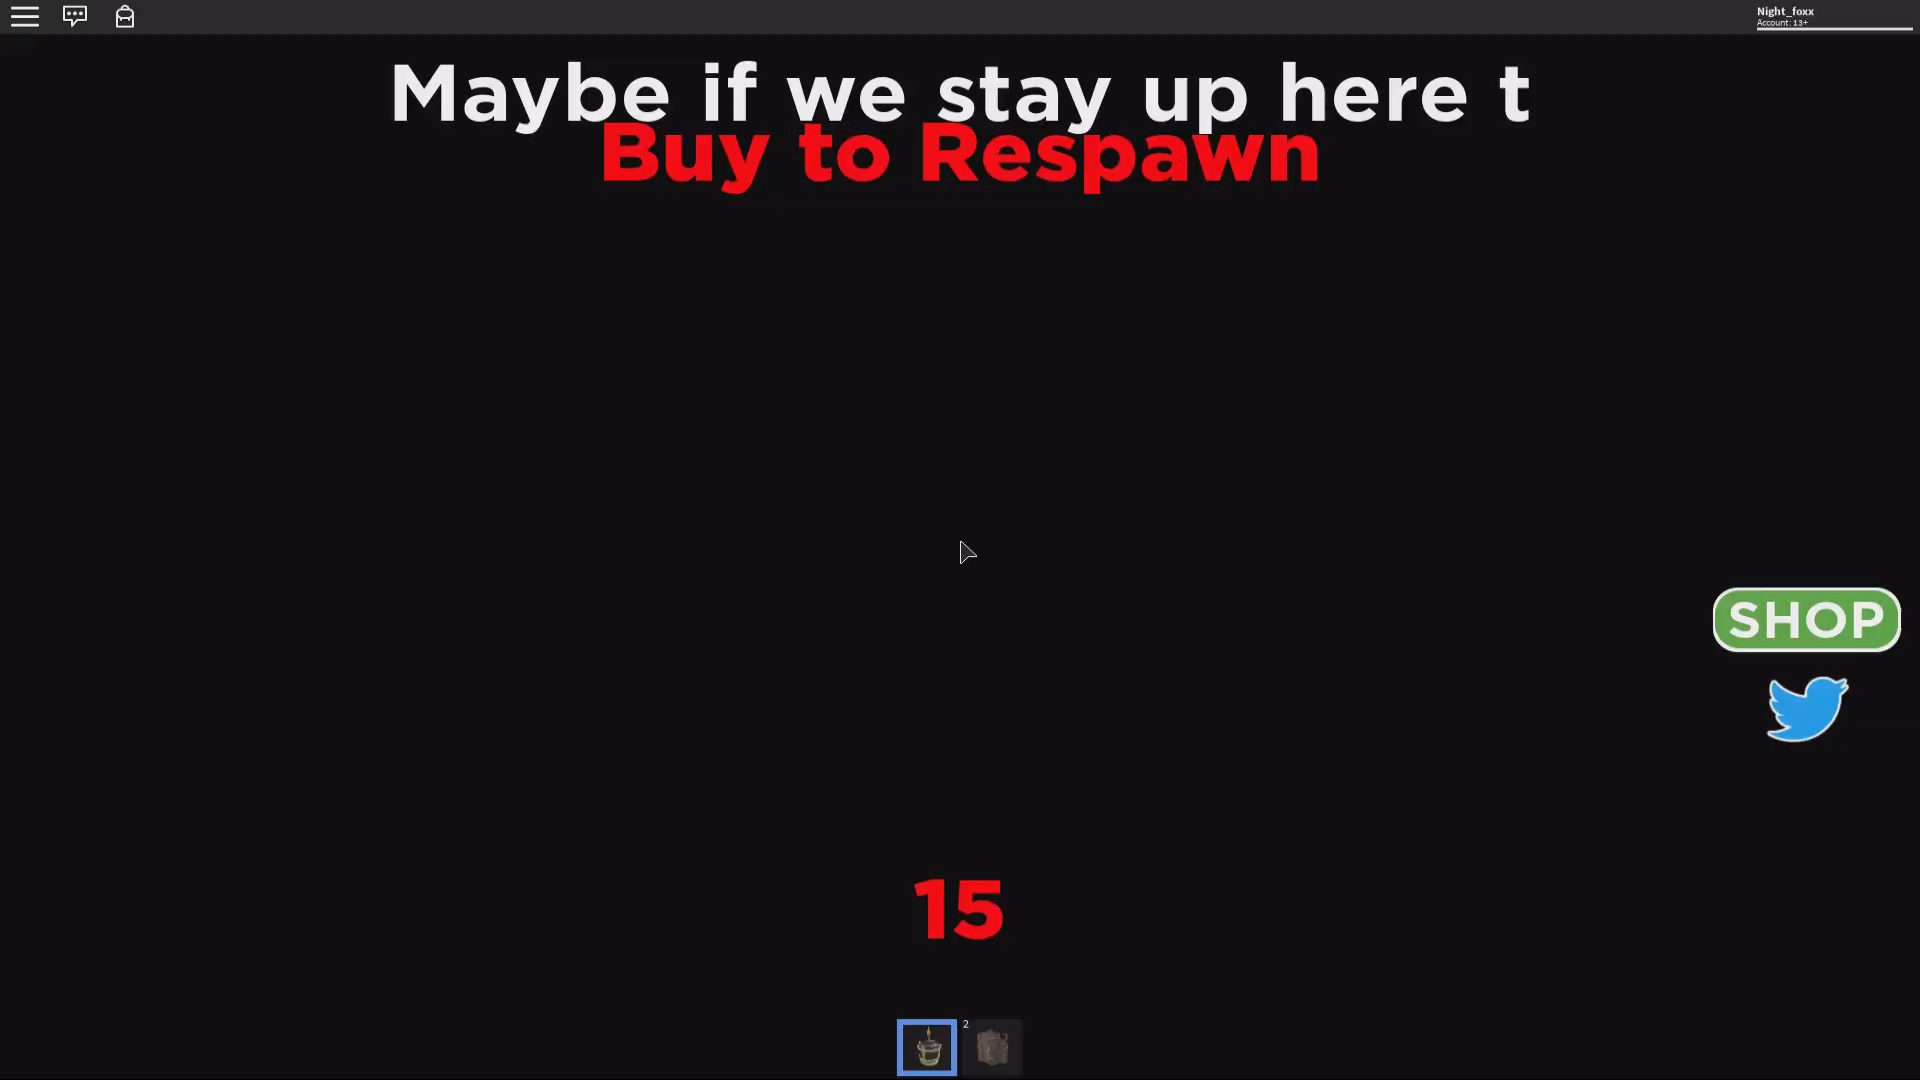 Night_foxx
Account: 13+
Maybe if we stay up here t
Buy to Respawn
SHOP
15
2